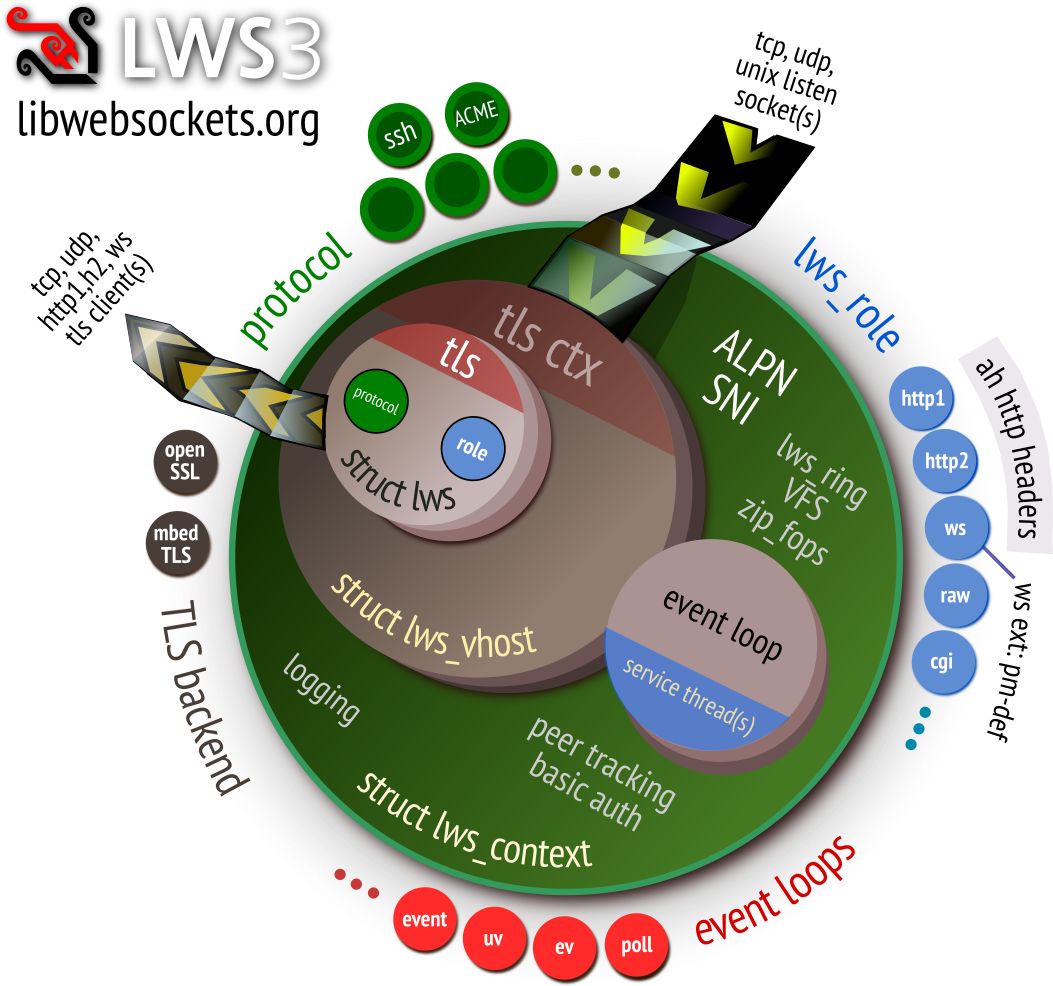 LWS3
libwebsockets.org
tcp, udp,
unix listen
socket(s)
ssh
ACME
tcp, udp,
http1,h2, ws
tls client(s)
protocol
lws_role
tls ctx
tls
protocol
role
struct lws
ALPN
SNI
lws_ring
VFS
zip_fops
http1
http2
ws
raw
cgi
ah http headers
ws ext: pm-def
open
SSL
mbed
TLS
TLS backend
struct lws_vhost
event loop
service thread(s)
logging
peer tracking
basic auth
struct lws_context
event
uv
ev
poll
event loops